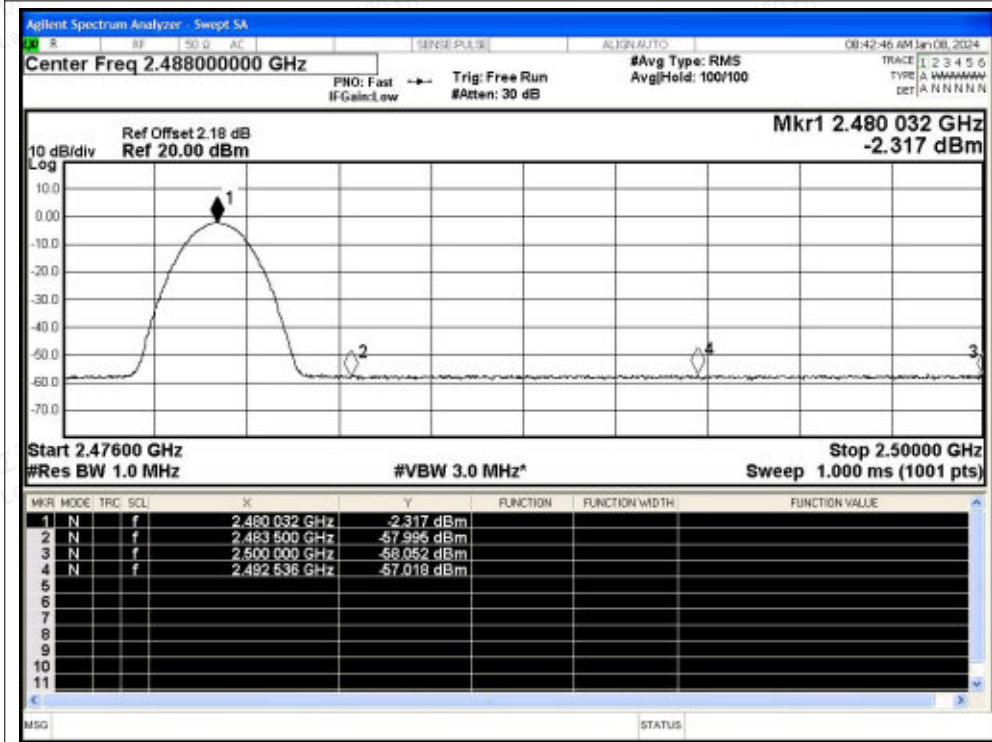 Agilent Spectrum Analyzer - Swept SA
R RF 50 Ω AC SENSE:PULSE ALIGN AUTO 08:42:46 AM Jan 08, 2024
Center Freq 2.488000000 GHz #Avg Type: RMS TRACE 1 2 3 4 5 6
PNO: Fast Trig: Free Run Avg|Hold: 100/100 TYPE A WWWWW
IFGain:Low #Atten: 30 dB DET A N N N N N
Mkr1 2.480 032 GHz
Ref Offset 2.18 dB
10 dB/div Ref 20.00 dBm -2.317 dBm
Log
10.0
1
0.00
-10.0
-20.0
-30.0
-40.0
-50.0 2 4 3
-60.0
-70.0
Start 2.47600 GHz Stop 2.50000 GHz
#Res BW 1.0 MHz #VBW 3.0 MHz* Sweep 1.000 ms (1001 pts)
MKR MODE TRC SCL X Y FUNCTION FUNCTION WIDTH FUNCTION VALUE
1 N f 2.480 032 GHz -2.317 dBm
2 N f 2.483 500 GHz -57.995 dBm
3 N f 2.500 000 GHz -58.052 dBm
4 N f 2.492 536 GHz -57.018 dBm
5
6
7
8
9
10
11
MSG STATUS